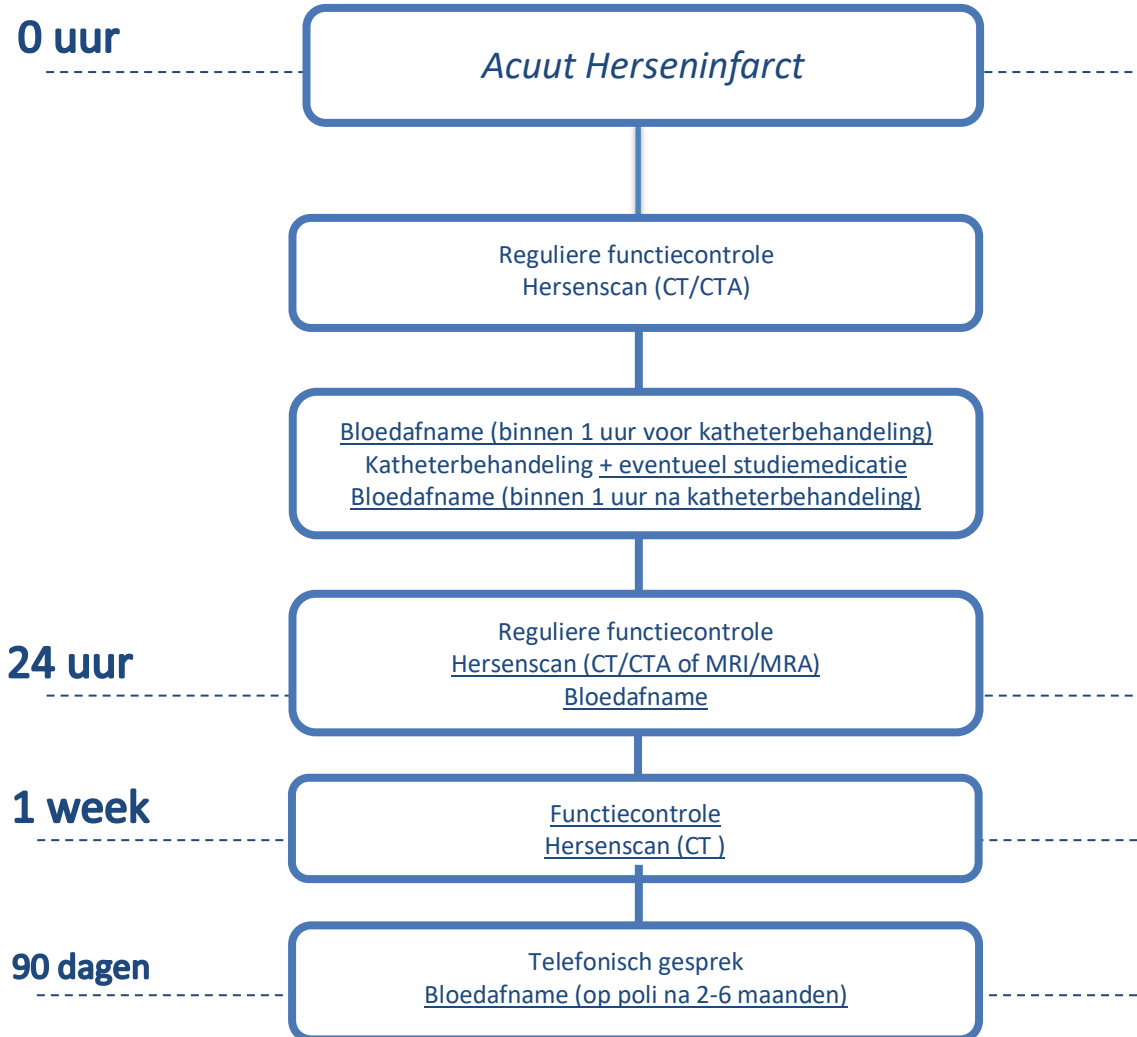 0 uur
Acuut Herseninfarct
Reguliere functiecontrole
Hersenscan (CT/CTA)
Bloedafname (binnen 1 uur voor katheterbehandeling)
Katheterbehandeling + eventueel studiemedicatie
Bloedafname (binnen 1 uur na katheterbehandeling)
24 uur
Reguliere functiecontrole
Hersenscan (CT/CTA of MRI/MRA)
Bloedafname
1 week
Functiecontrole
Hersenscan (CT )
90 dagen
Telefonisch gesprek
Bloedafname (op poli na 2-6 maanden)